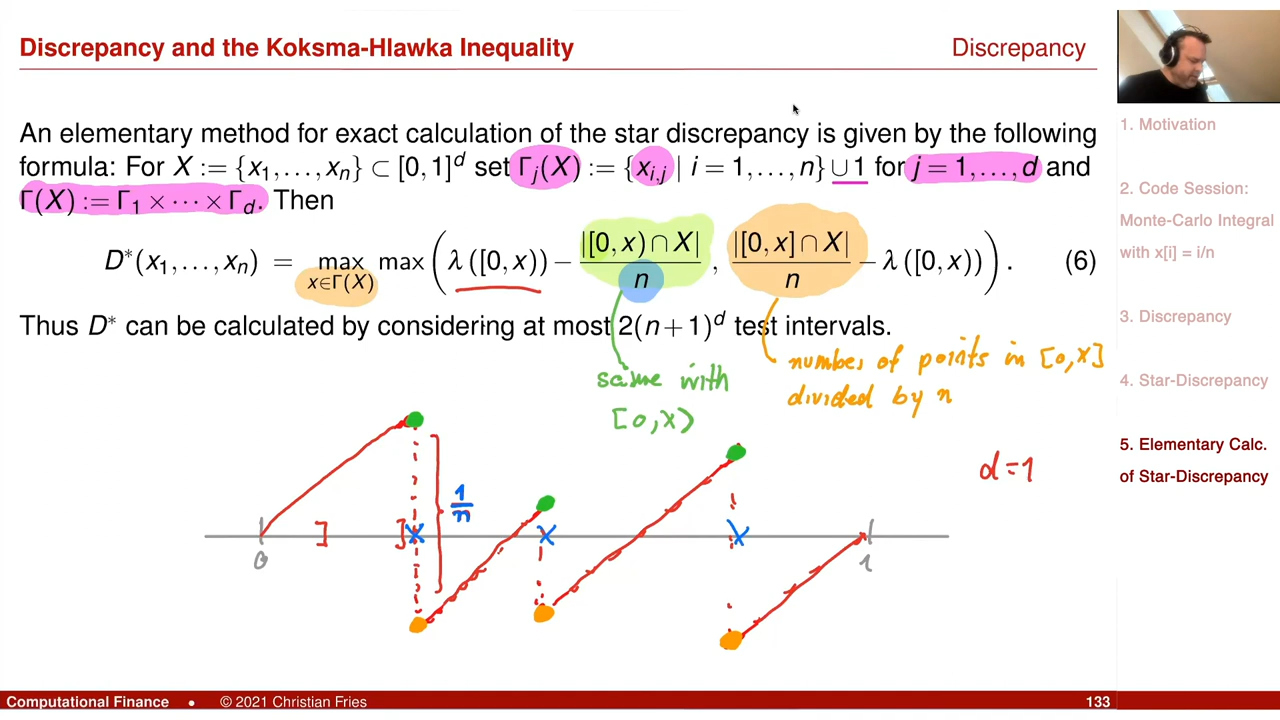 Discrepancy and the Koksma-Hlawka Inequality
Discrepancy
An elementary method for exact calculation of the star discrepancy is given by the following
formula: For X := {x₁,…,xₙ} ⊂ [0,1]^d set Γⱼ(X) := {x_{i,j} | i = 1,…,n} ∪ 1 for j = 1,…,d and
Γ(X) := Γ₁ × ⋯ × Γ_d. Then
D*(x₁,…,xₙ) = max_{x∈Γ(X)} max ( λ([0,x)) − |[0,x) ∩ X| / n , |[0,x] ∩ X| / n − λ([0,x)) ) . (6)
Thus D* can be calculated by considering at most 2(n+1)^d test intervals.
same with
[0,x)
number of points in [0,x]
divided by n
d=1
1/n
] ] x x x
0 1
1. Motivation
2. Code Session:
Monte-Carlo Integral
with x[i] = i/n
3. Discrepancy
4. Star-Discrepancy
5. Elementary Calc.
of Star-Discrepancy
Computational Finance • © 2021 Christian Fries
133